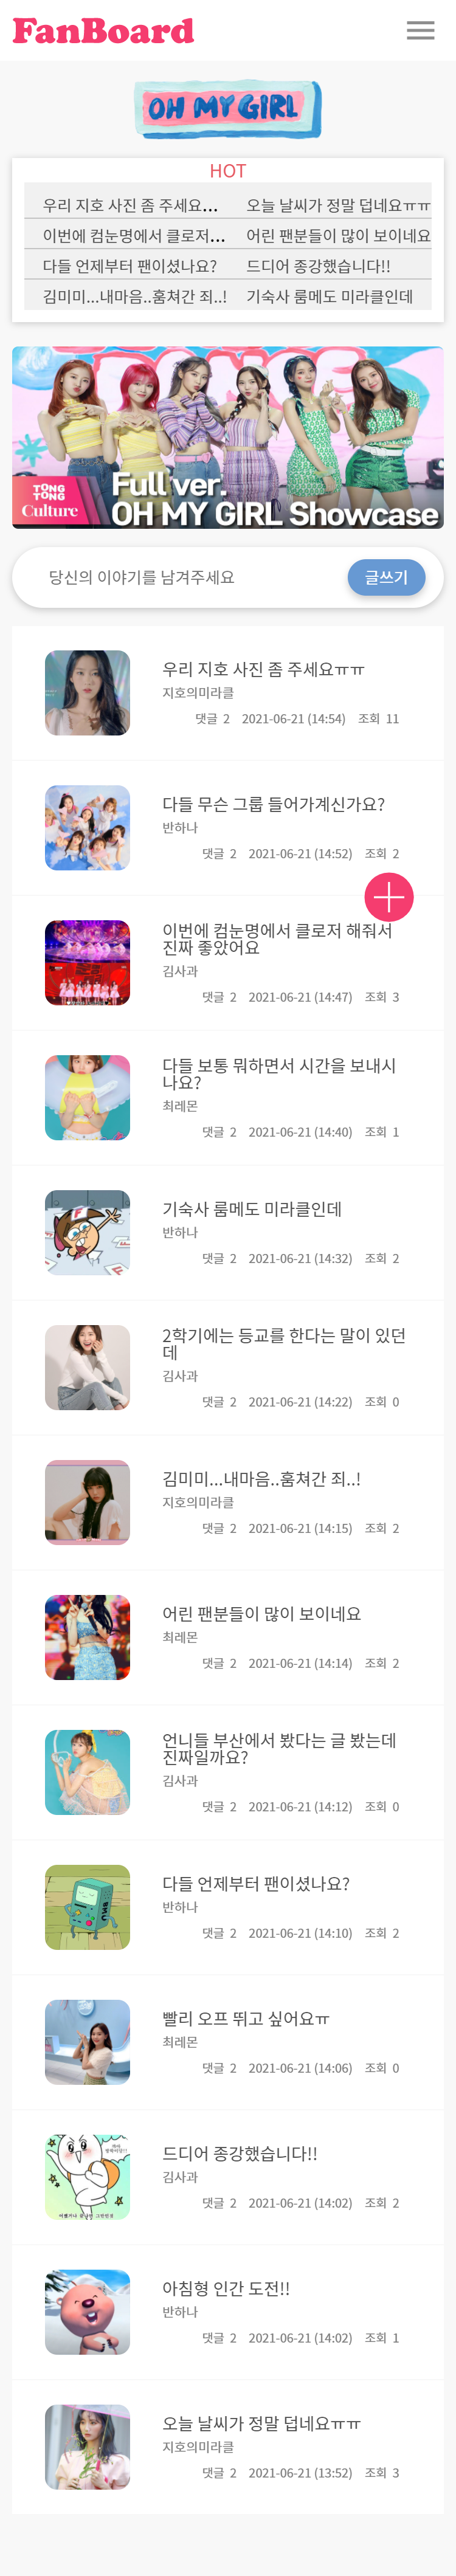 FanBoard
OH MY GIRL
HOT
우리 지호 사진 좀 주세요...
오늘 날씨가 정말 덥네요ㅠㅠ
이번에 컴눈명에서 클로저...
어린 팬분들이 많이 보이네요
다들 언제부터 팬이셨나요?
드디어 종강했습니다!!
김미미...내마음..훔쳐간 죄..!
기숙사 룸메도 미라클인데
TONG
TONG
Culture
Full ver.
OH MY GIRL Showcase
당신의 이야기를 남겨주세요
글쓰기
우리 지호 사진 좀 주세요ㅠㅠ
지호의미라클
댓글 2 2021-06-21 (14:54) 조회 11
다들 무슨 그룹 들어가계신가요?
반하나
댓글 2 2021-06-21 (14:52) 조회 2
이번에 컴눈명에서 클로저 해줘서
진짜 좋았어요
김사과
댓글 2 2021-06-21 (14:47) 조회 3
다들 보통 뭐하면서 시간을 보내시
나요?
최레몬
댓글 2 2021-06-21 (14:40) 조회 1
기숙사 룸메도 미라클인데
반하나
댓글 2 2021-06-21 (14:32) 조회 2
2학기에는 등교를 한다는 말이 있던
데
김사과
댓글 2 2021-06-21 (14:22) 조회 0
김미미...내마음..훔쳐간 죄..!
지호의미라클
댓글 2 2021-06-21 (14:15) 조회 2
어린 팬분들이 많이 보이네요
최레몬
댓글 2 2021-06-21 (14:14) 조회 2
언니들 부산에서 봤다는 글 봤는데
진짜일까요?
김사과
댓글 2 2021-06-21 (14:12) 조회 0
다들 언제부터 팬이셨나요?
반하나
댓글 2 2021-06-21 (14:10) 조회 2
빨리 오프 뛰고 싶어요ㅠ
최레몬
댓글 2 2021-06-21 (14:06) 조회 0
드디어 종강했습니다!!
김사과
댓글 2 2021-06-21 (14:02) 조회 2
아침형 인간 도전!!
반하나
댓글 2 2021-06-21 (14:02) 조회 1
오늘 날씨가 정말 덥네요ㅠㅠ
지호의미라클
댓글 2 2021-06-21 (13:52) 조회 3